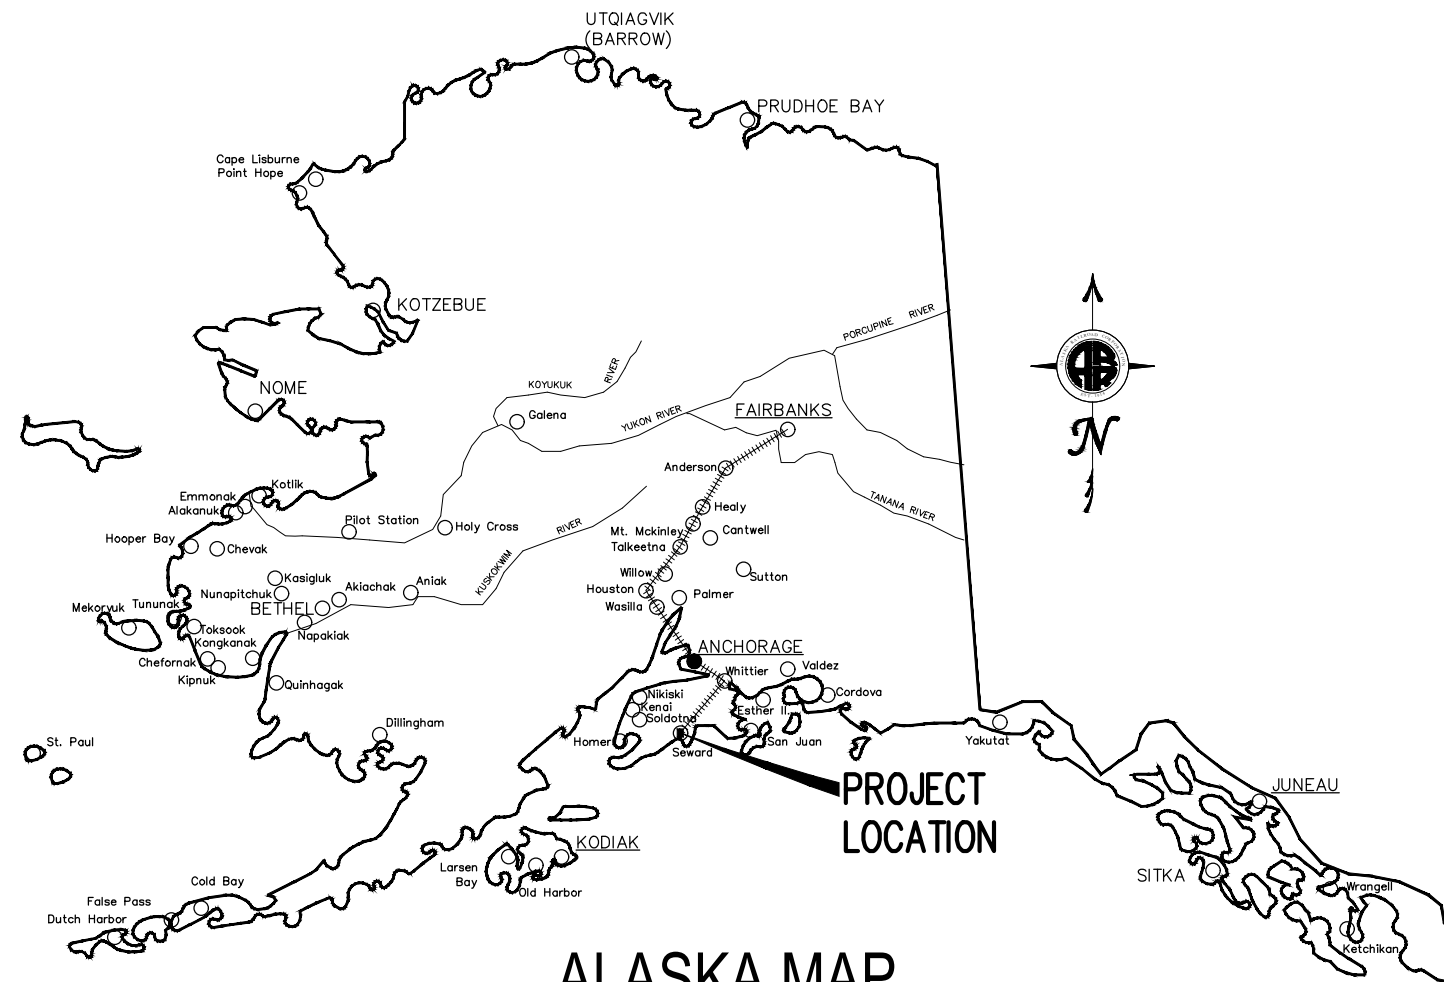 UTQIAGVIK
(BARROW)
PRUDHOE BAY
Cape Lisburne
Point Hope
KOTZEBUE
PORCUPINE RIVER
KOYUKUK RIVER
NOME
Galena
YUKON RIVER
FAIRBANKS
Anderson
Kotlik
Emmonak
Alakanuk
Pilot Station
Holy Cross
RIVER
Healy
TANANA RIVER
Mt. Mckinley
Cantwell
Hooper Bay
Chevak
Talkeetna
KUSKOKWIM
Kasigluk
Willow
Sutton
Nunapitchuk
Akiachak
Aniak
Houston
Palmer
Mekoryuk
Tununak
BETHEL
Wasilla
Toksook
Napakiak
Kongkanak
ANCHORAGE
Chefornak
Kipnuk
Quinhagak
Whittier
Valdez
Nikiski
Kenai
Soldotna
Cordova
Esther Il.
Dillingham
Homer
San Juan
Seward
Yakutat
St. Paul
PROJECT
LOCATION
JUNEAU
KODIAK
Larsen
Bay
Old Harbor
SITKA
Cold Bay
False Pass
Dutch Harbor
Wrangell
Ketchikan
N
ALASKA MAP